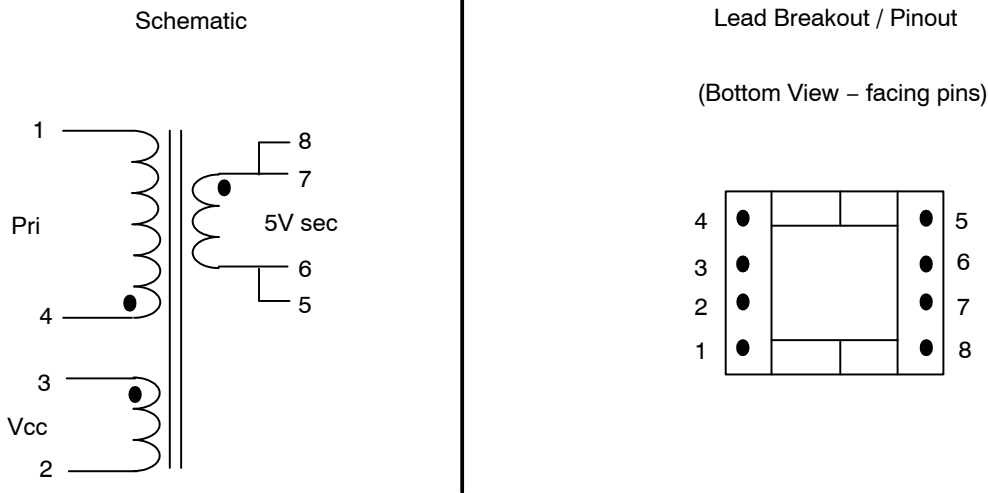 Schematic
1
Pri
4
3
Vcc
2
8
7
5V sec
6
5
Lead Breakout / Pinout
(Bottom View – facing pins)
4
3
2
1
5
6
7
8